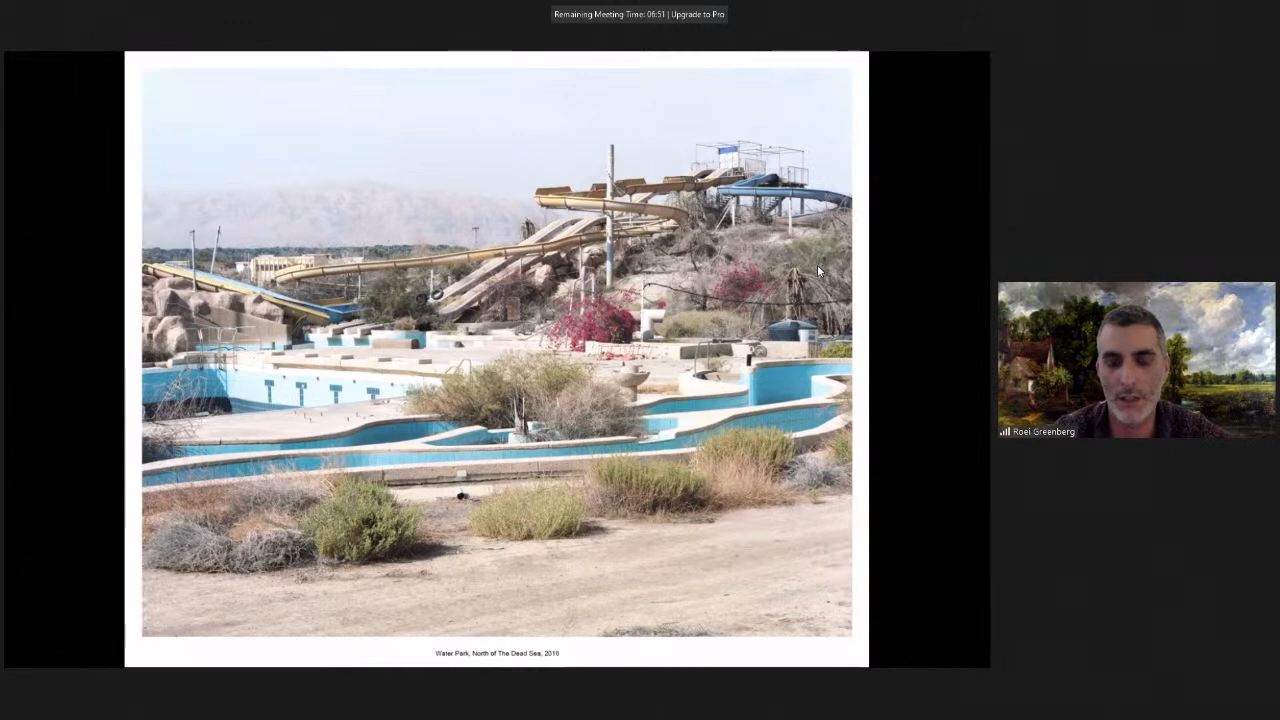 Remaining Meeting Time: 06:51 | Upgrade to Pro
Roei Greenberg
Water Park, North of The Dead Sea, 2016